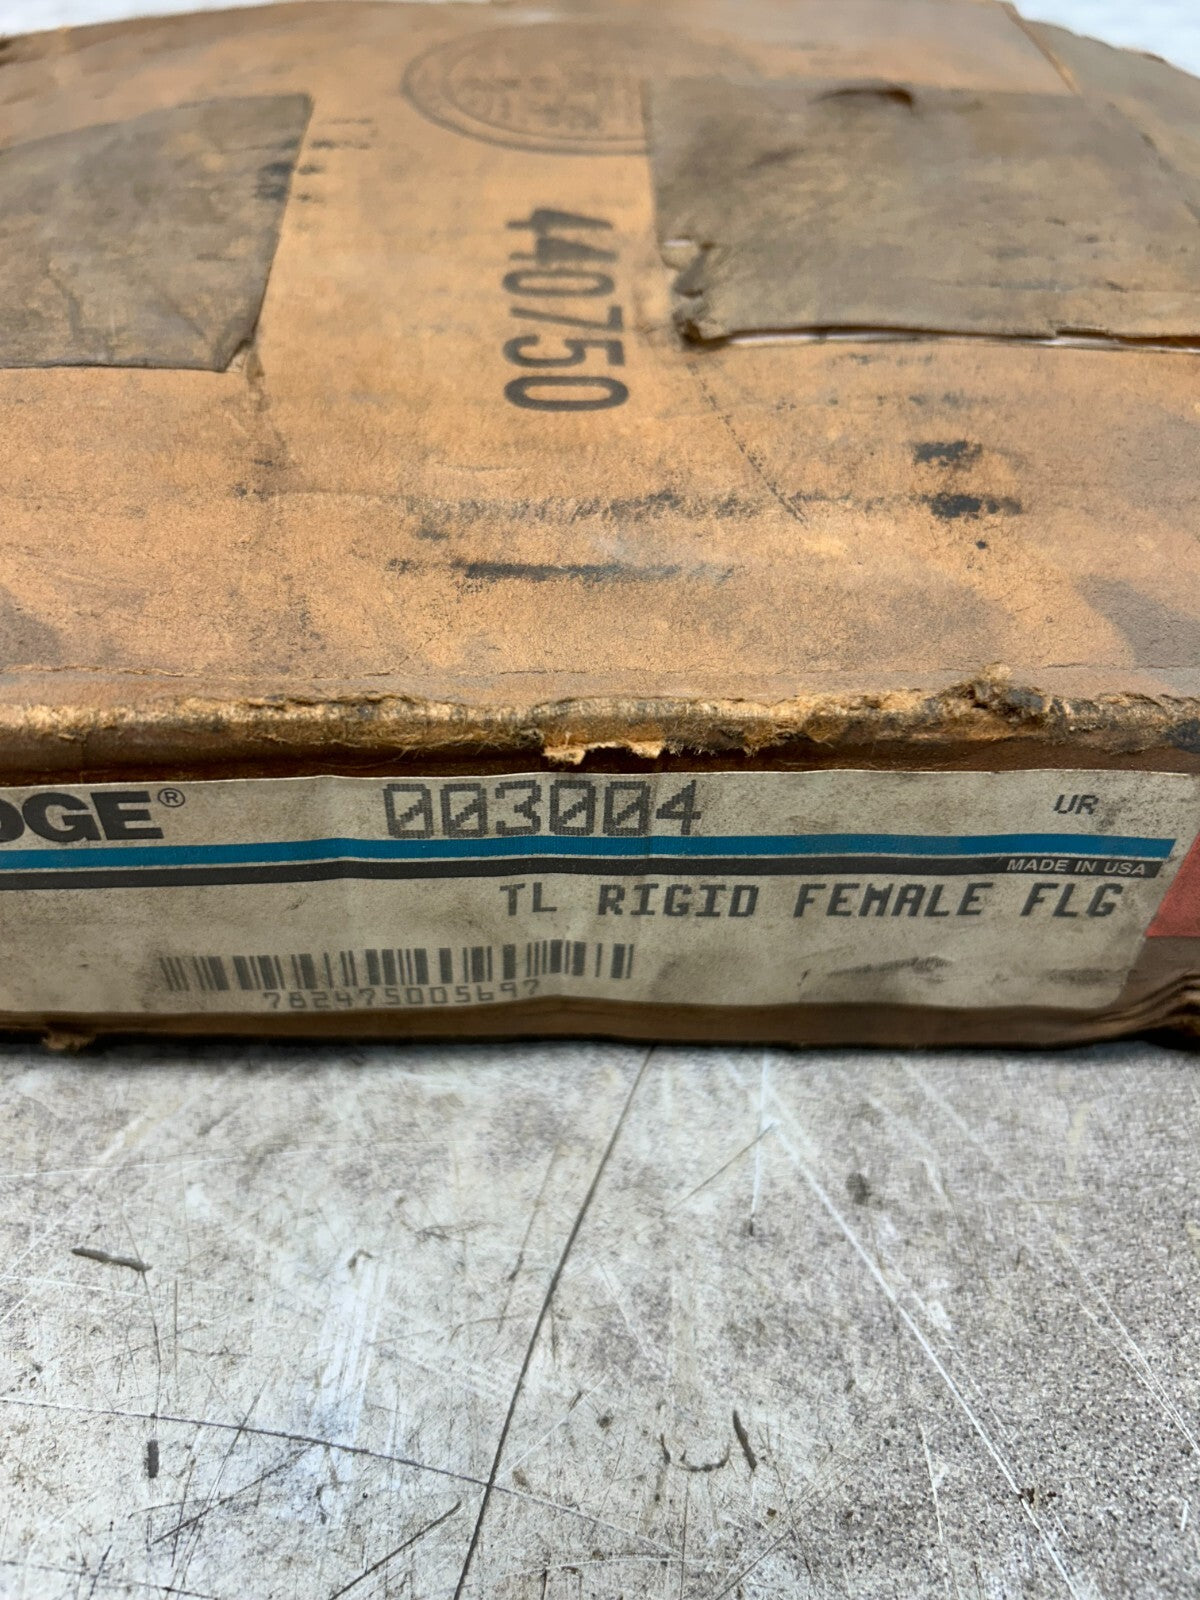 440750
DGE® 003004 UR
MADE IN USA
TL RIGID FEMALE FLG
782475005697